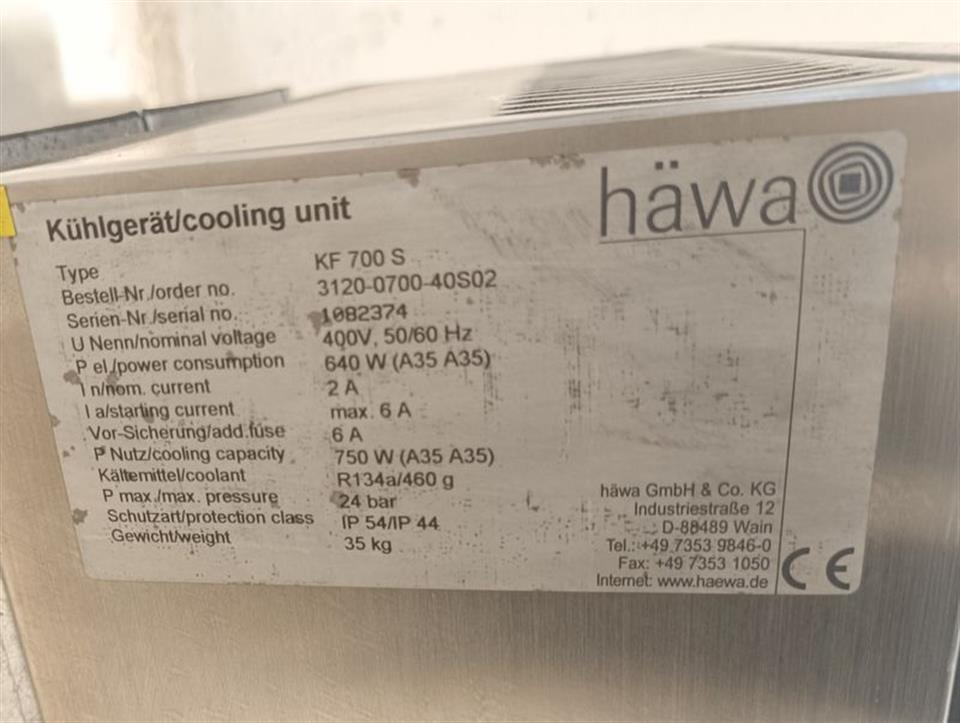 häwa
Kühlgerät/cooling unit
Type KF 700 S
Bestell-Nr./order no. 3120-0700-40S02
Serien-Nr./serial no. 1082374
U Nenn/nominal voltage 400V, 50/60 Hz
P el./power consumption 640 W (A35 A35)
I n/nom. current 2 A
I a/starting current max. 6 A
Vor-Sicherung/add.fuse 6 A
P Nutz/cooling capacity 750 W (A35 A35)
Kältemittel/coolant R134a/460 g
P max./max. pressure 24 bar
Schutzart/protection class IP 54/IP 44
Gewicht/weight 35 kg
häwa GmbH & Co. KG
Industriestraße 12
D-88489 Wain
Tel.: +49 7353 9846-0
Fax: +49 7353 1050
Internet: www.haewa.de
CE